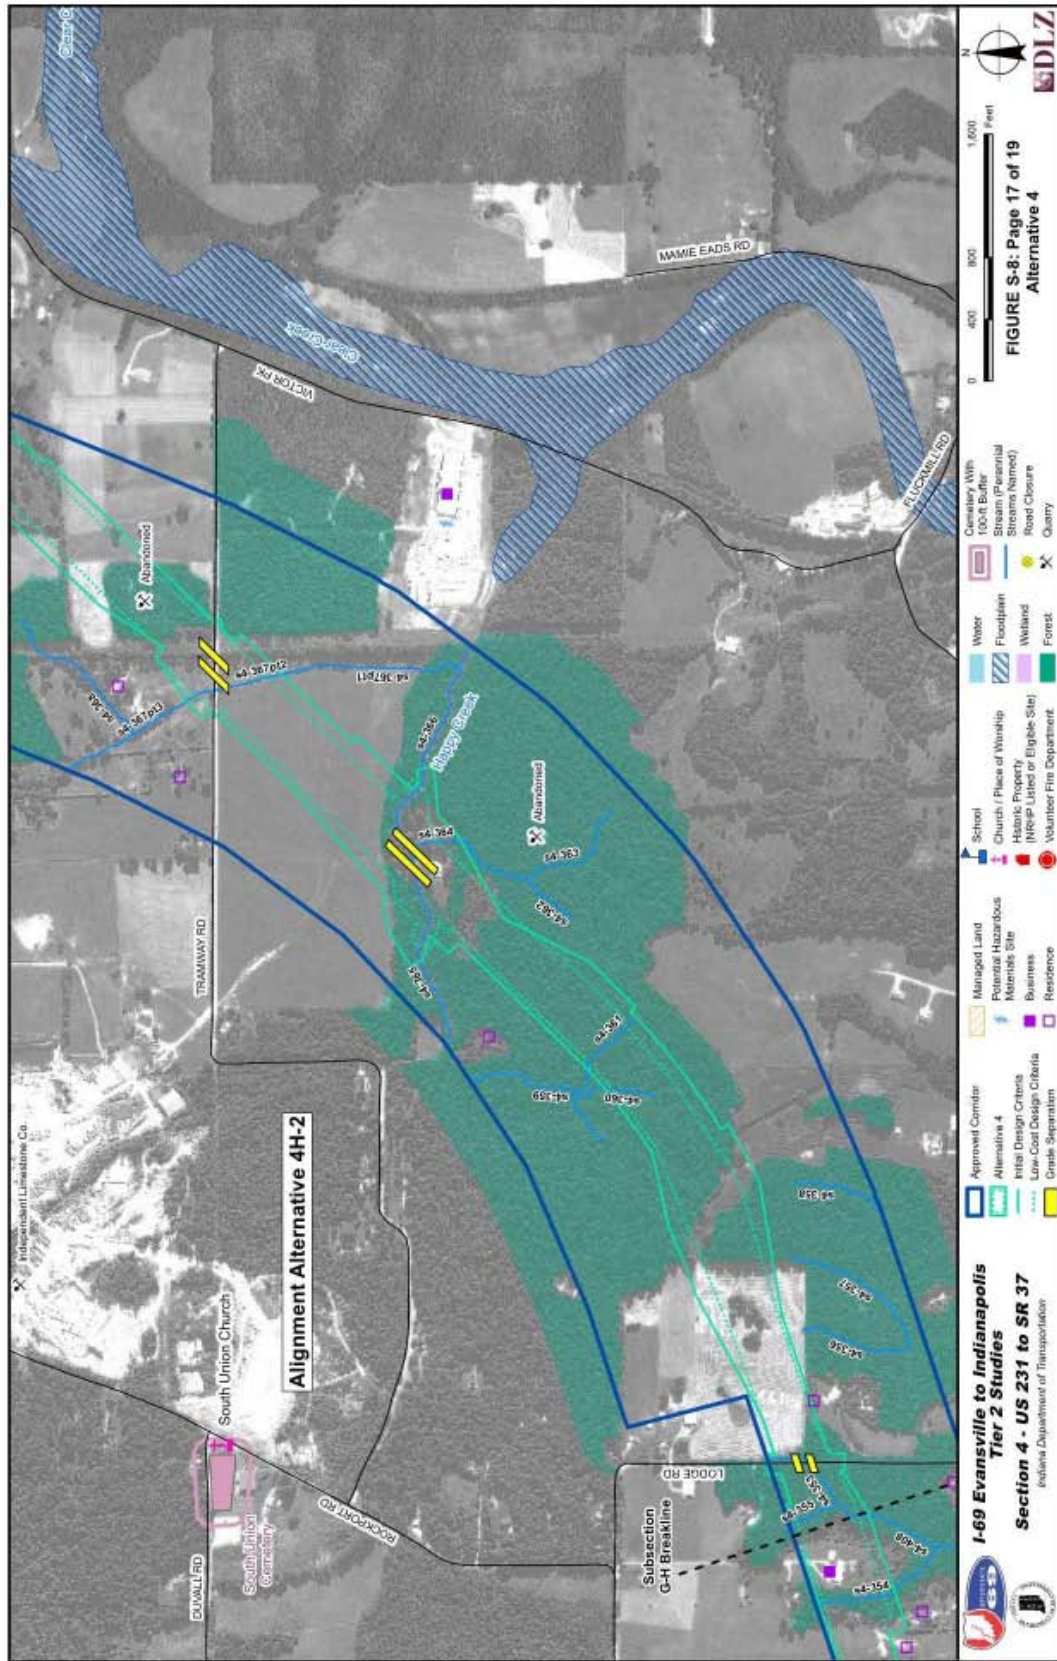 Clear C
Independent Limestone Co.
South Union Church
DUVALL RD
South Union
Cemetery
ROCKPORT RD
Alignment Alternative 4H-2
TRAMWAY RD
VICTOR PK
Clear Creek
MAMIE EADS RD
FLUCKMILL RD
LODGE RD
Subsection
G-H Breakline
Abandoned
Abandoned
Happy Creek
s4-368
s4-367pt3
s4-367pt2
s4-367pt1
s4-366
s4-365
s4-364
s4-363
s4-362
s4-361
s4-360
s4-359
s4-358
s4-357
s4-356
s4-355
s4-354
s4-408
I-69 Evansville to Indianapolis
Tier 2 Studies
Section 4 - US 231 to SR 37
Indiana Department of Transportation
Approved Corridor
Alternative 4
Initial Design Criteria
Low-Cost Design Criteria
Grade Separation
Managed Land
Potential Hazardous
Materials Site
Business
Residence
School
Church / Place of Worship
Historic Property
(NRHP Listed or Eligible Site)
Volunteer Fire Department
Water
Floodplain
Wetland
Forest
Cemetery With
100-ft Buffer
Stream (Perennial
Streams Named)
Road Closure
Quarry
0 400 800 1,600
Feet
FIGURE S-8: Page 17 of 19
Alternative 4
N
DLZ